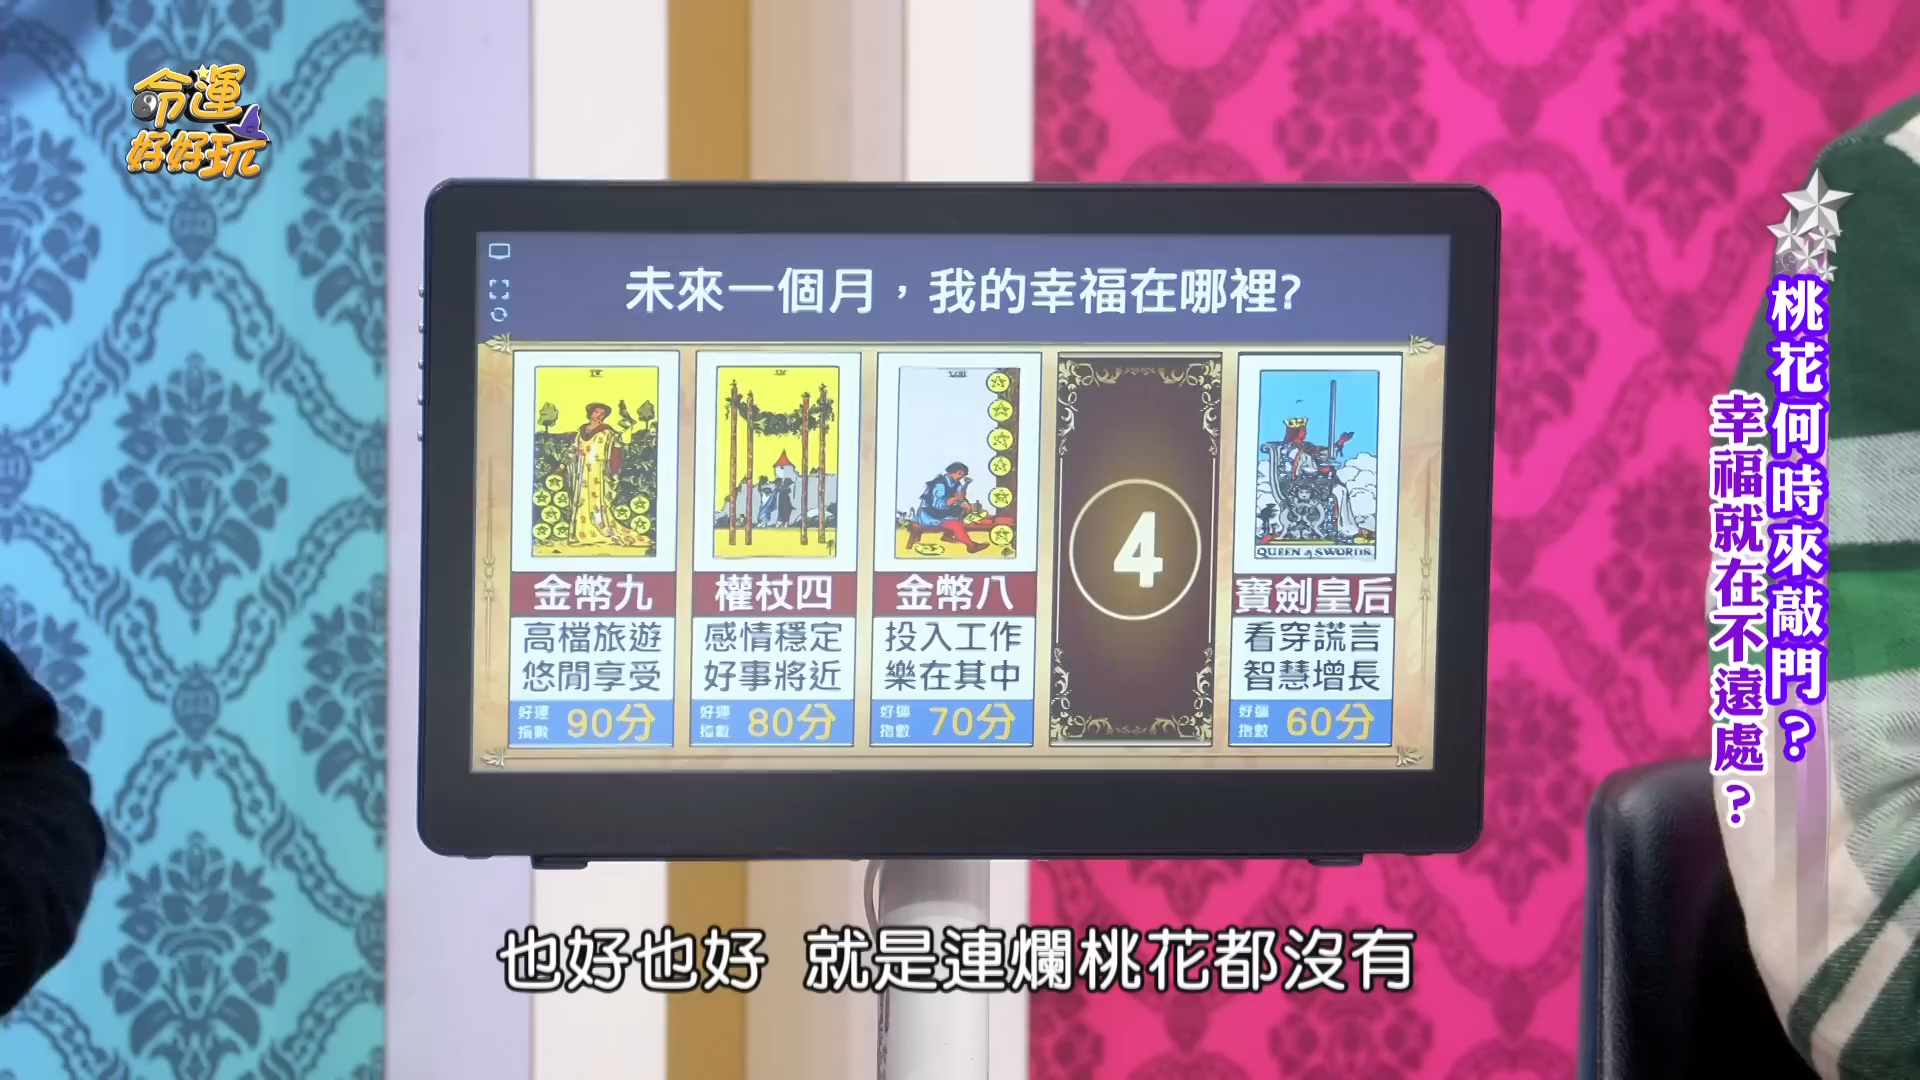 命運
好好玩
未來一個月，我的幸福在哪裡?
金幣九
高檔旅遊
悠閒享受
好運指數 90分
權杖四
感情穩定
好事將近
好運指數 80分
金幣八
投入工作
樂在其中
好運指數 70分
4
QUEEN of SWORDS
寶劍皇后
看穿謊言
智慧增長
好運指數 60分
桃花何時來敲門?
幸福就在不遠處?
也好也好 就是連爛桃花都沒有